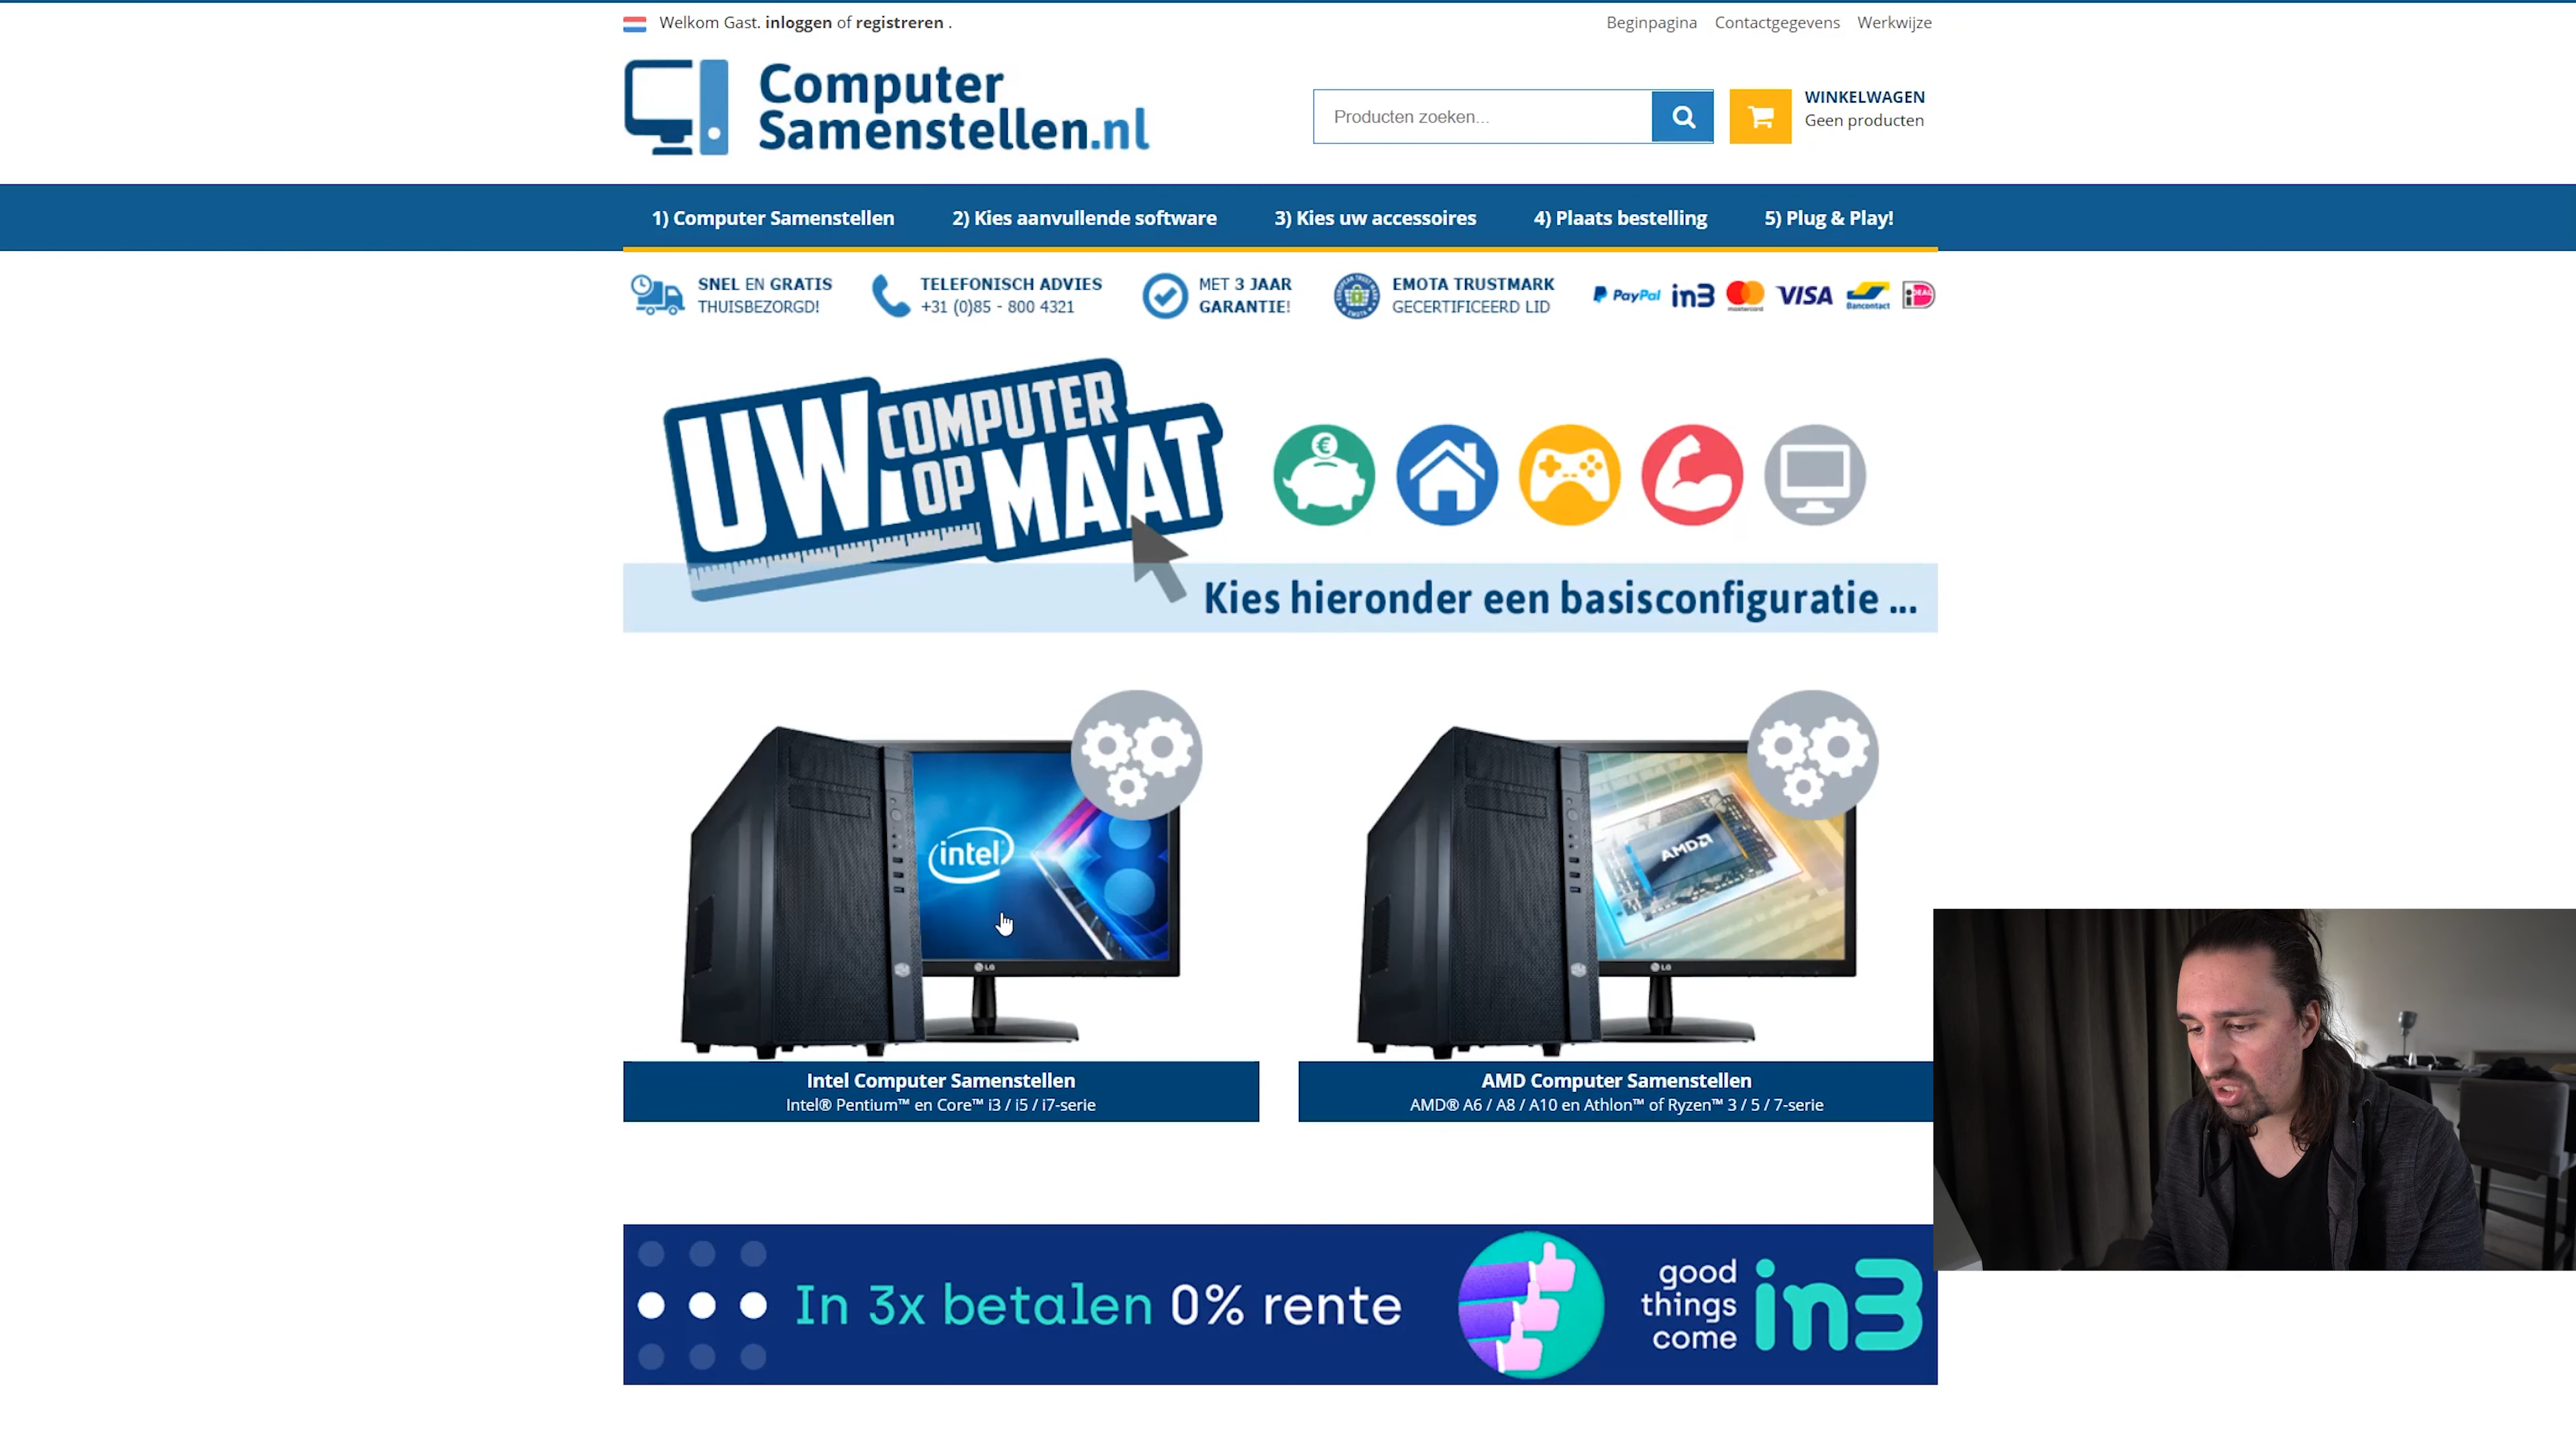 Welkom Gast. inloggen of registreren .
Beginpagina Contactgegevens Werkwijze
Computer
Samenstellen.nl
Producten zoeken...
WINKELWAGEN
Geen producten
1) Computer Samenstellen 2) Kies aanvullende software 3) Kies uw accessoires 4) Plaats bestelling 5) Plug & Play!
SNEL EN GRATIS
THUISBEZORGD!
TELEFONISCH ADVIES
+31 (0)85 - 800 4321
MET 3 JAAR
GARANTIE!
EMOTA TRUSTMARK
GECERTIFICEERD LID
PayPal in3 mastercard VISA Bancontact iDEAL
UW COMPUTER
OP MAAT
€
Kies hieronder een basisconfiguratie ...
intel
LG
AMD
LG
Intel Computer Samenstellen
Intel® Pentium™ en Core™ i3 / i5 / i7-serie
AMD Computer Samenstellen
AMD® A6 / A8 / A10 en Athlon™ of Ryzen™ 3 / 5 / 7-serie
In 3x betalen 0% rente
good
things
come
in3